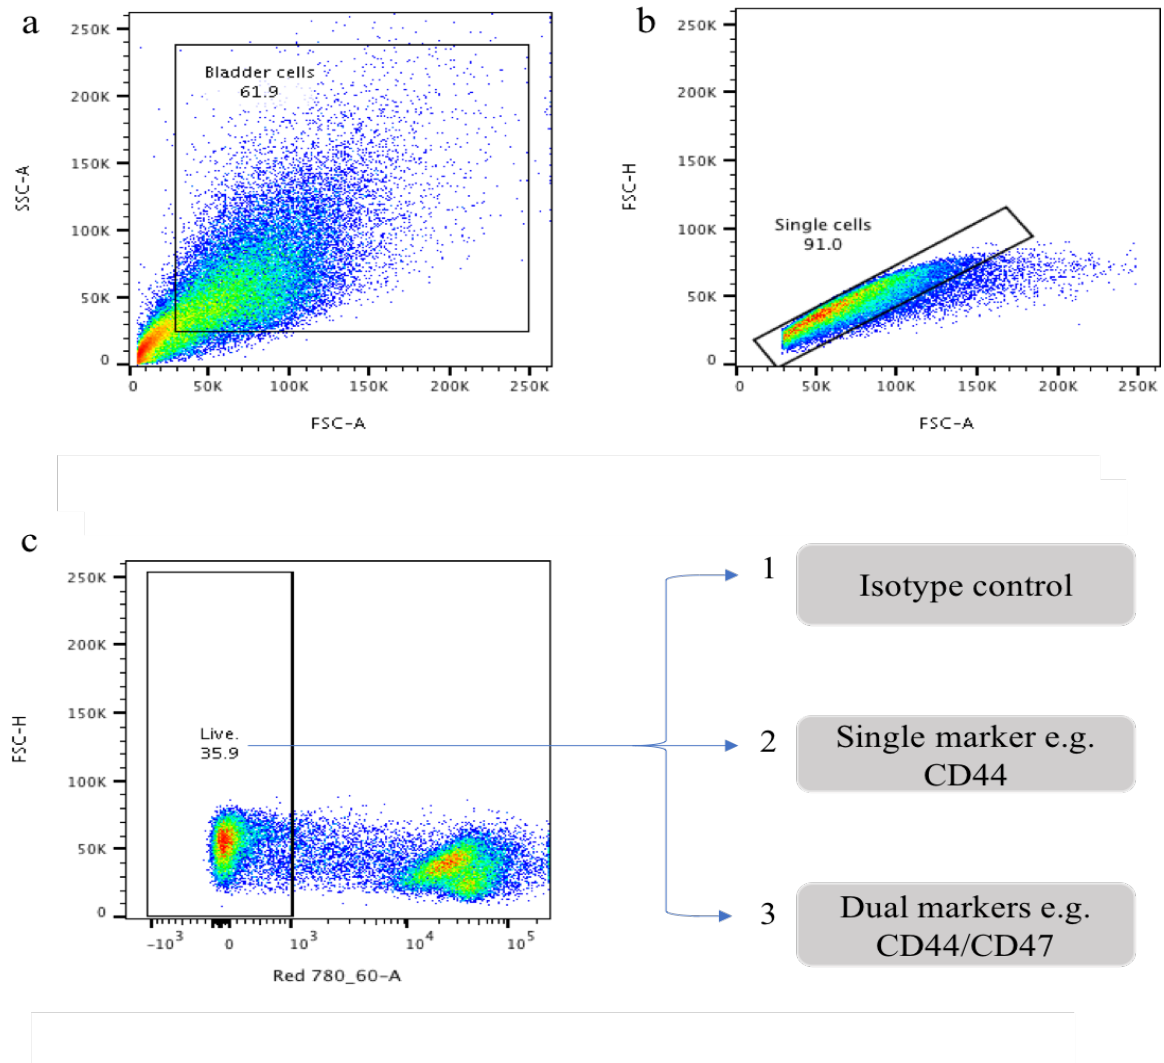 a
250K
200K
150K
100K
50K
0
SSC-A
Bladder cells
61.9
0 50K 100K 150K 200K 250K
FSC-A
b
250K
200K
150K
100K
50K
0
FSC-H
Single cells
91.0
0 50K 100K 150K 200K 250K
FSC-A
c
250K
200K
150K
100K
50K
0
FSC-H
Live.
35.9
-10³ 0 10³ 10⁴ 10⁵
Red 780_60-A
1
Isotype control
2
Single marker e.g.
CD44
3
Dual markers e.g.
CD44/CD47